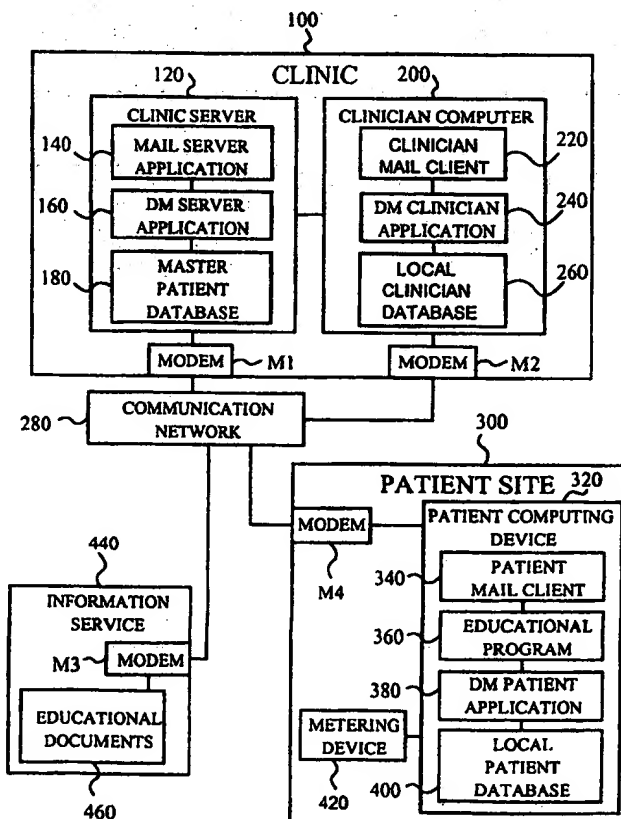 100
CLINIC
120
200
CLINIC SERVER
CLINICIAN COMPUTER
140
MAIL SERVER
APPLICATION
CLINICIAN
MAIL CLIENT
220
160
DM SERVER
APPLICATION
DM CLINICIAN
APPLICATION
240
180
MASTER
PATIENT
DATABASE
LOCAL
CLINICIAN
DATABASE
260
MODEM
M1
MODEM
M2
280
COMMUNICATION
NETWORK
300
PATIENT SITE
320
MODEM
M4
PATIENT COMPUTING
DEVICE
340
PATIENT
MAIL CLIENT
360
EDUCATIONAL
PROGRAM
380
DM PATIENT
APPLICATION
METERING
DEVICE
420
400
LOCAL
PATIENT
DATABASE
440
INFORMATION
SERVICE
M3
MODEM
EDUCATIONAL
DOCUMENTS
460